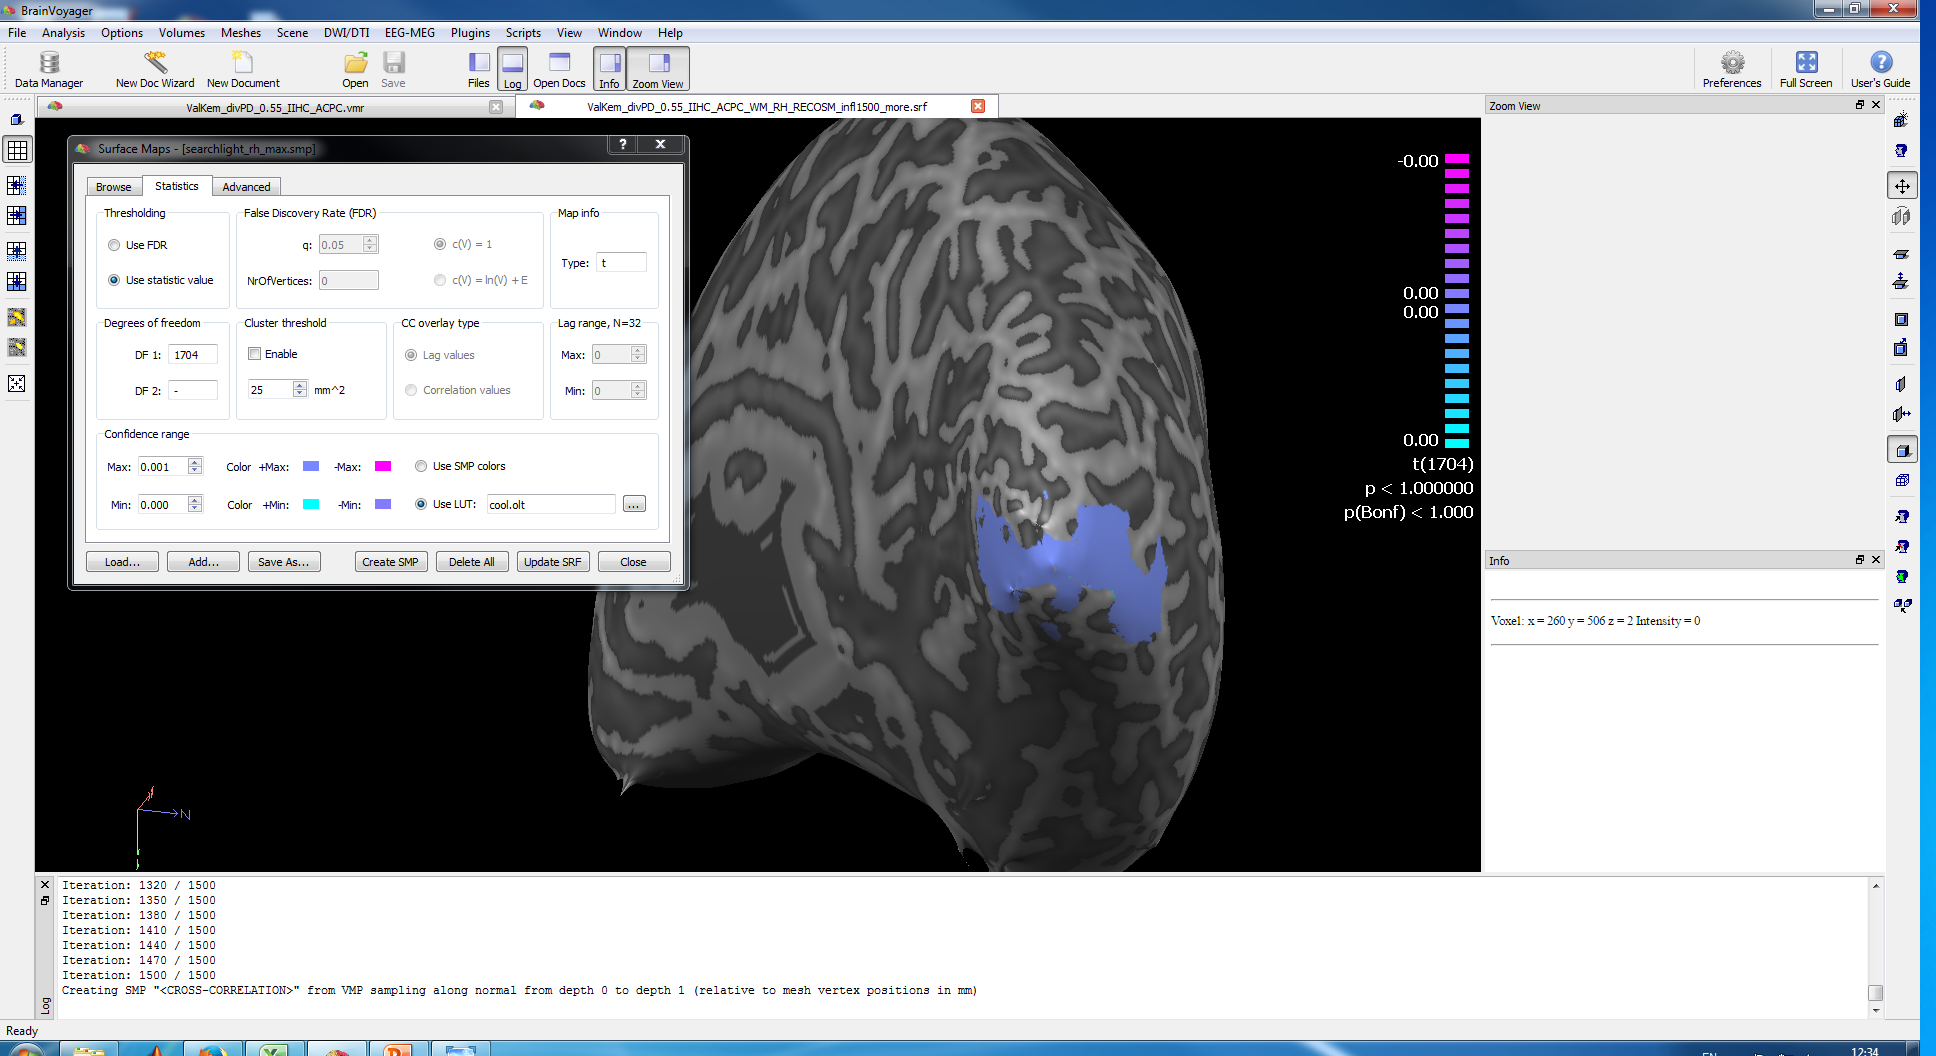 BrainVoyager
File Analysis Options Volumes Meshes Scene DWI/DTI EEG-MEG Plugins Scripts View Window Help
Data Manager New Doc Wizard New Document Open Save Files Log Open Docs Info Zoom View Preferences Full Screen User's Guide
ValKem_divPD_0.55_IIHC_ACPC.vmr
ValKem_divPD_0.55_IIHC_ACPC_WM_RH_RECOSM_infl1500_more.srf
Zoom View
Surface Maps - [searchlight_rh_max.smp]
Browse Statistics Advanced
Thresholding
Use FDR
Use statistic value
False Discovery Rate (FDR)
q: 0.05
c(V) = 1
NrOfVertices: 0
c(V) = ln(V) + E
Map info
Type: t
Degrees of freedom
DF 1: 1704
DF 2: -
Cluster threshold
Enable
25 mm^2
CC overlay type
Lag values
Correlation values
Lag range, N=32
Max: 0
Min: 0
Confidence range
Max: 0.001 Color +Max: -Max: Use SMP colors
Min: 0.000 Color +Min: -Min: Use LUT: cool.olt ...
Load... Add... Save As... Create SMP Delete All Update SRF Close
-0.00
0.00
0.00
0.00
t(1704)
p < 1.000000
p(Bonf) < 1.000
N
Info
Voxel: x = 260 y = 506 z = 2 Intensity = 0
Iteration: 1320 / 1500
Iteration: 1350 / 1500
Iteration: 1380 / 1500
Iteration: 1410 / 1500
Iteration: 1440 / 1500
Iteration: 1470 / 1500
Iteration: 1500 / 1500
Creating SMP "<CROSS-CORRELATION>" from VMP sampling along normal from depth 0 to depth 1 (relative to mesh vertex positions in mm)
Log
Ready
12:34